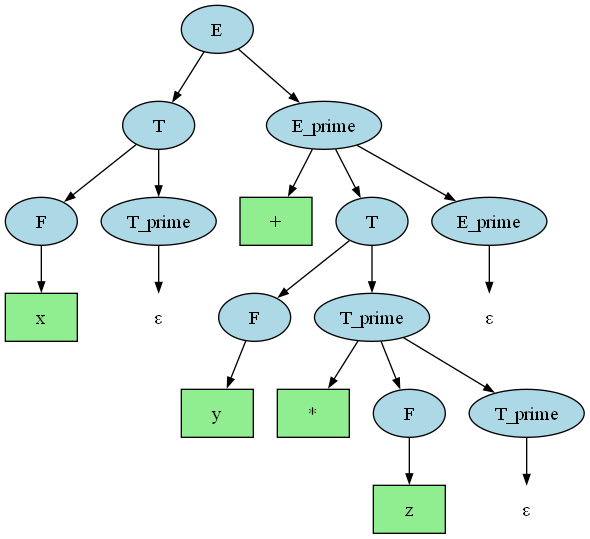 E
T E_prime
F T_prime + T E_prime
x ε F T_prime ε
y * F T_prime
z ε